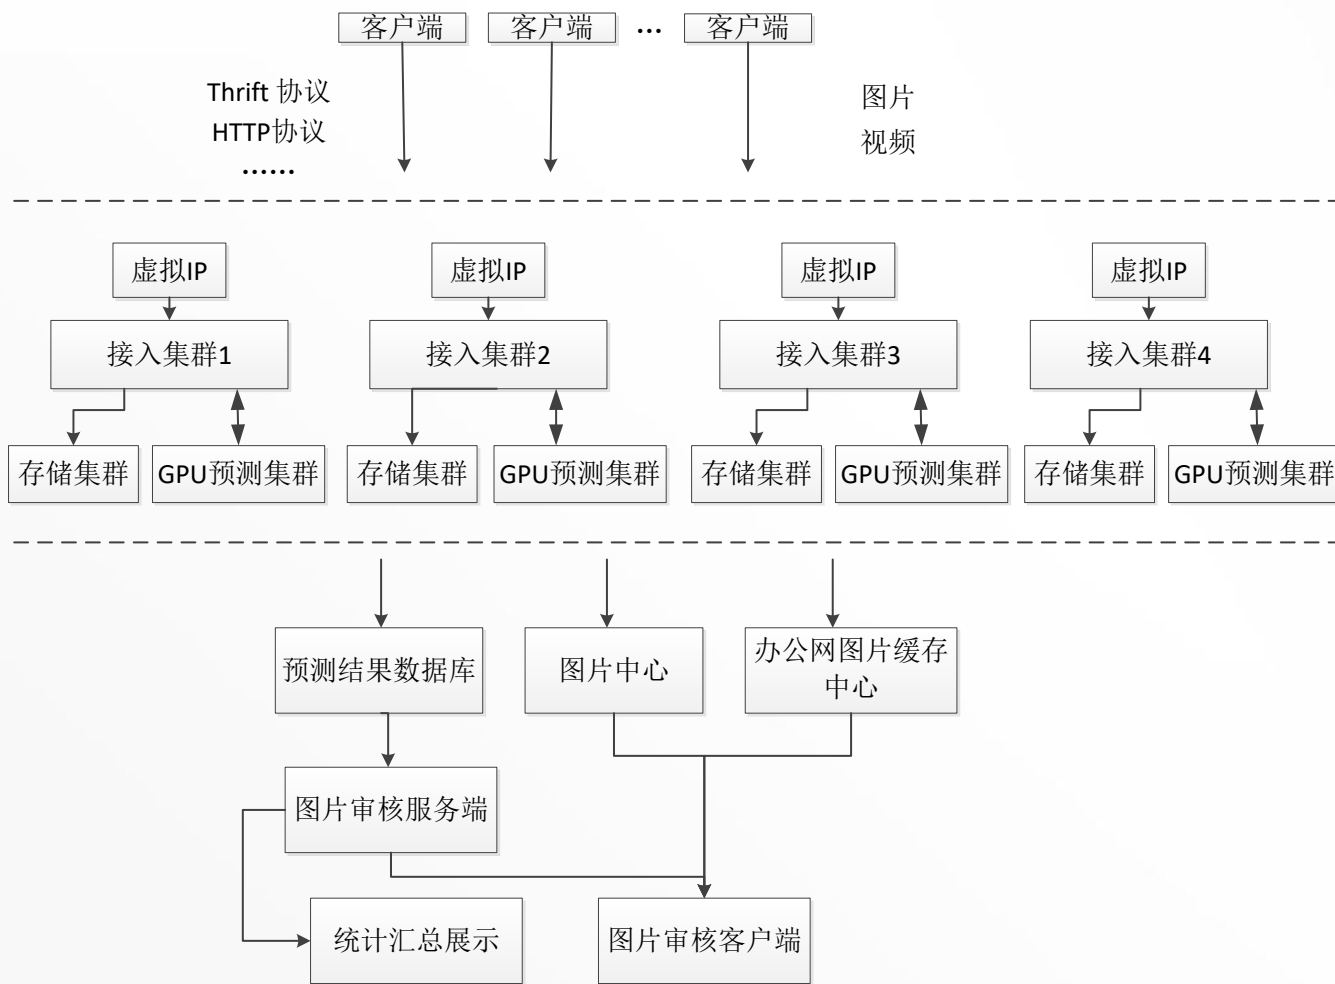 客户端
客户端
...
客户端
Thrift 协议
HTTP协议
......
图片
视频
虚拟IP
虚拟IP
虚拟IP
虚拟IP
接入集群1
接入集群2
接入集群3
接入集群4
存储集群
GPU预测集群
存储集群
GPU预测集群
存储集群
GPU预测集群
存储集群
GPU预测集群
预测结果数据库
图片中心
办公网图片缓存
中心
图片审核服务端
统计汇总展示
图片审核客户端